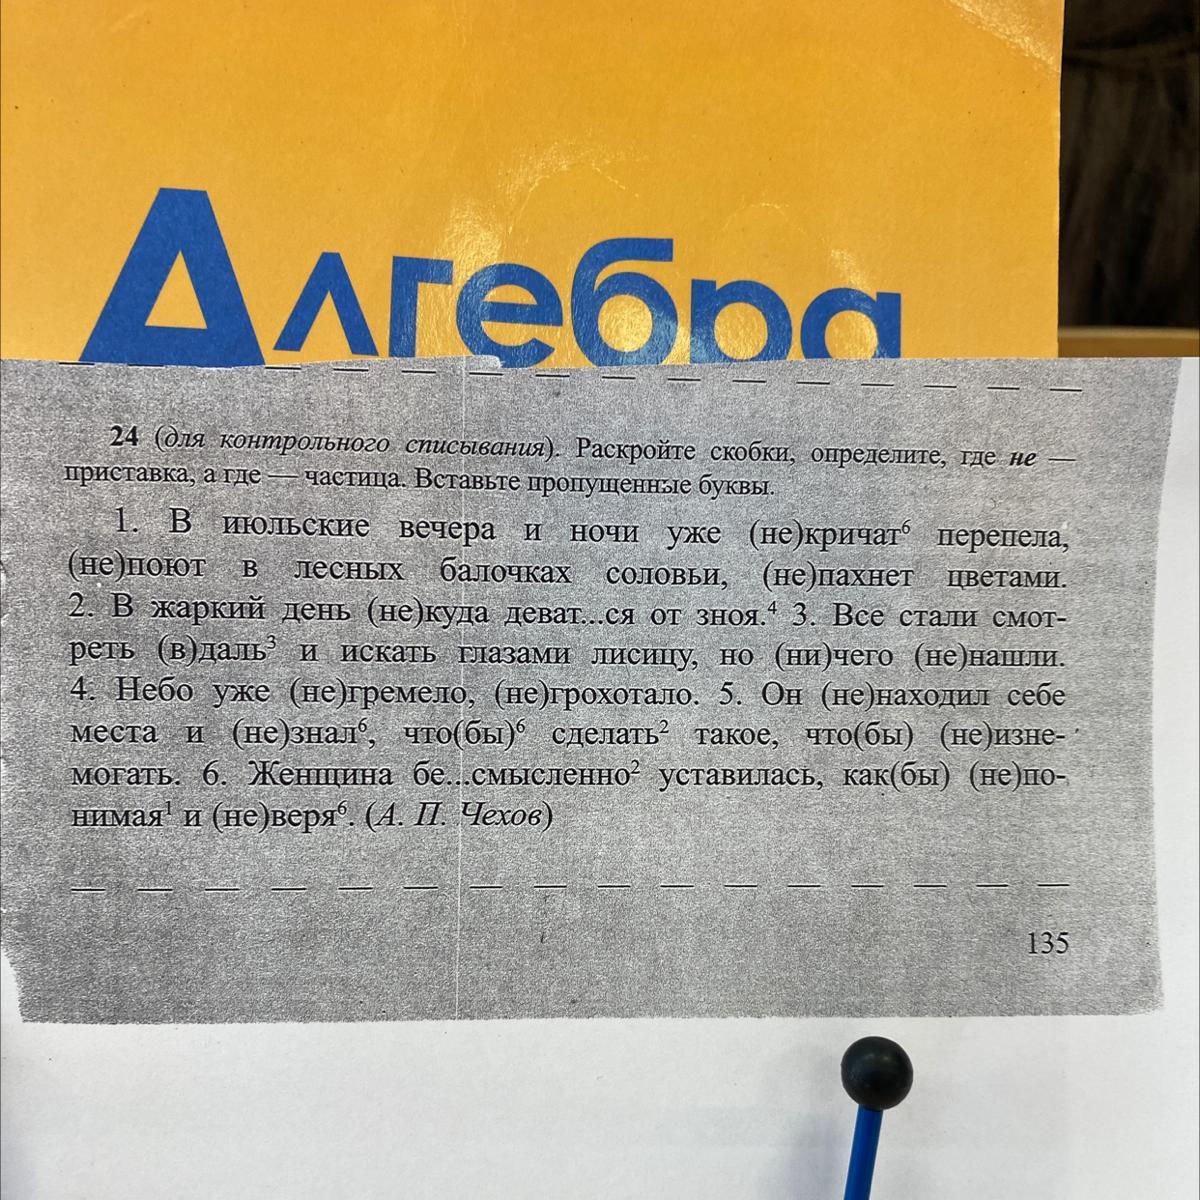 Алгебра
24 (для контрольного списывания). Раскройте скобки, определите, где не —
приставка, а где — частица. Вставьте пропущенные буквы.
1. В июльские вечера и ночи уже (не)кричат⁶ перепела,
(не)поют в лесных балочках соловьи, (не)пахнет цветами.
2. В жаркий день (не)куда деват...ся от зноя.⁴ 3. Все стали смот-
реть (в)даль³ и искать глазами лисицу, но (ни)чего (не)нашли.
4. Небо уже (не)гремело, (не)грохотало. 5. Он (не)находил себе
места и (не)знал⁶, что(бы)⁶ сделать² такое, что(бы) (не)изне-
могать. 6. Женщина бе...смысленно² уставилась, как(бы) (не)по-
нимая¹ и (не)веря⁶. (А. П. Чехов)
135